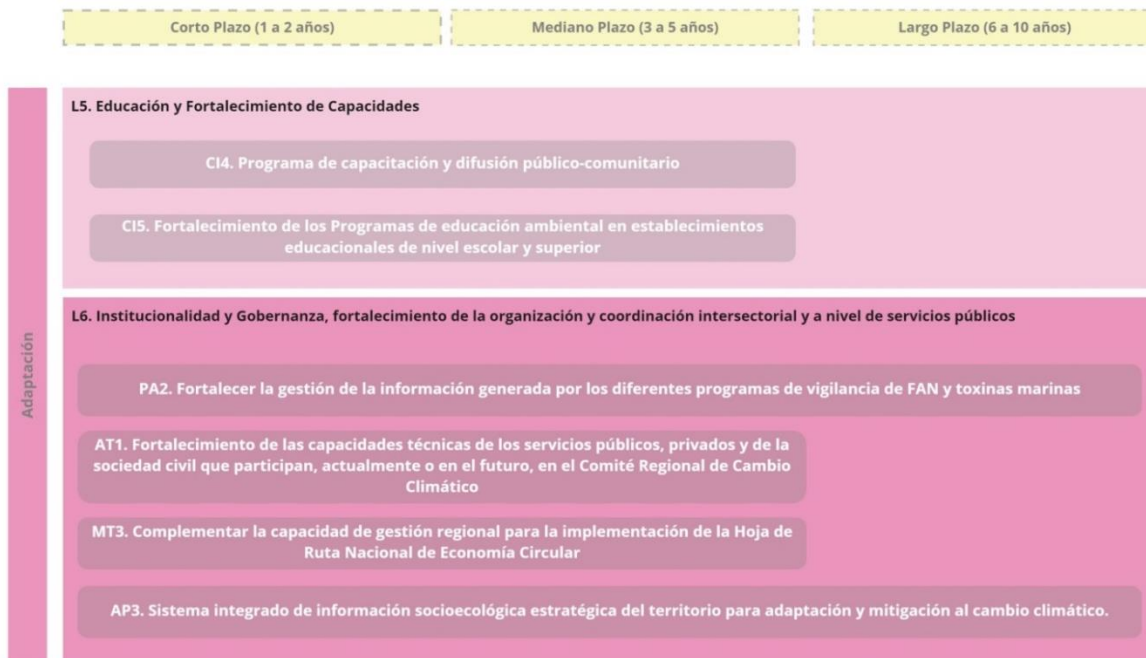 Corto Plazo (1 a 2 años)
Mediano Plazo (3 a 5 años)
Largo Plazo (6 a 10 años)
Adaptación
L5. Educación y Fortalecimiento de Capacidades
CI4. Programa de capacitación y difusión público-comunitario
CI5. Fortalecimiento de los Programas de educación ambiental en establecimientos
educacionales de nivel escolar y superior
L6. Institucionalidad y Gobernanza, fortalecimiento de la organización y coordinación intersectorial y a nivel de servicios públicos
PA2. Fortalecer la gestión de la información generada por los diferentes programas de vigilancia de FAN y toxinas marinas
AT1. Fortalecimiento de las capacidades técnicas de los servicios públicos, privados y de la
sociedad civil que participan, actualmente o en el futuro, en el Comité Regional de Cambio
Climático
MT3. Complementar la capacidad de gestión regional para la implementación de la Hoja de
Ruta Nacional de Economía Circular
AP3. Sistema integrado de información socioecológica estratégica del territorio para adaptación y mitigación al cambio climático.